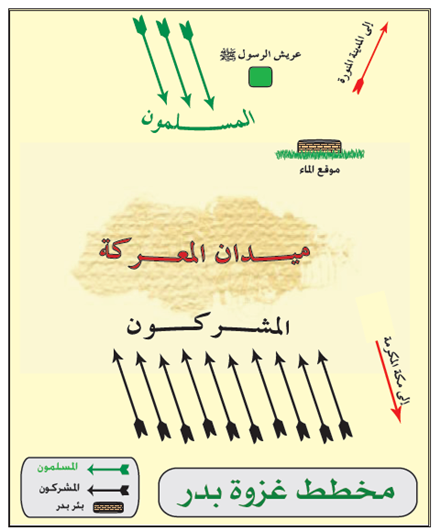 إلى المدينة المنورة
عريش الرسول ﷺ
المسلمون
موقع الماء
ميدان المعركة
المشركون
إلى مكة المكرمة
المسلمون
المشركون
بئر بدر
مخطط غزوة بدر